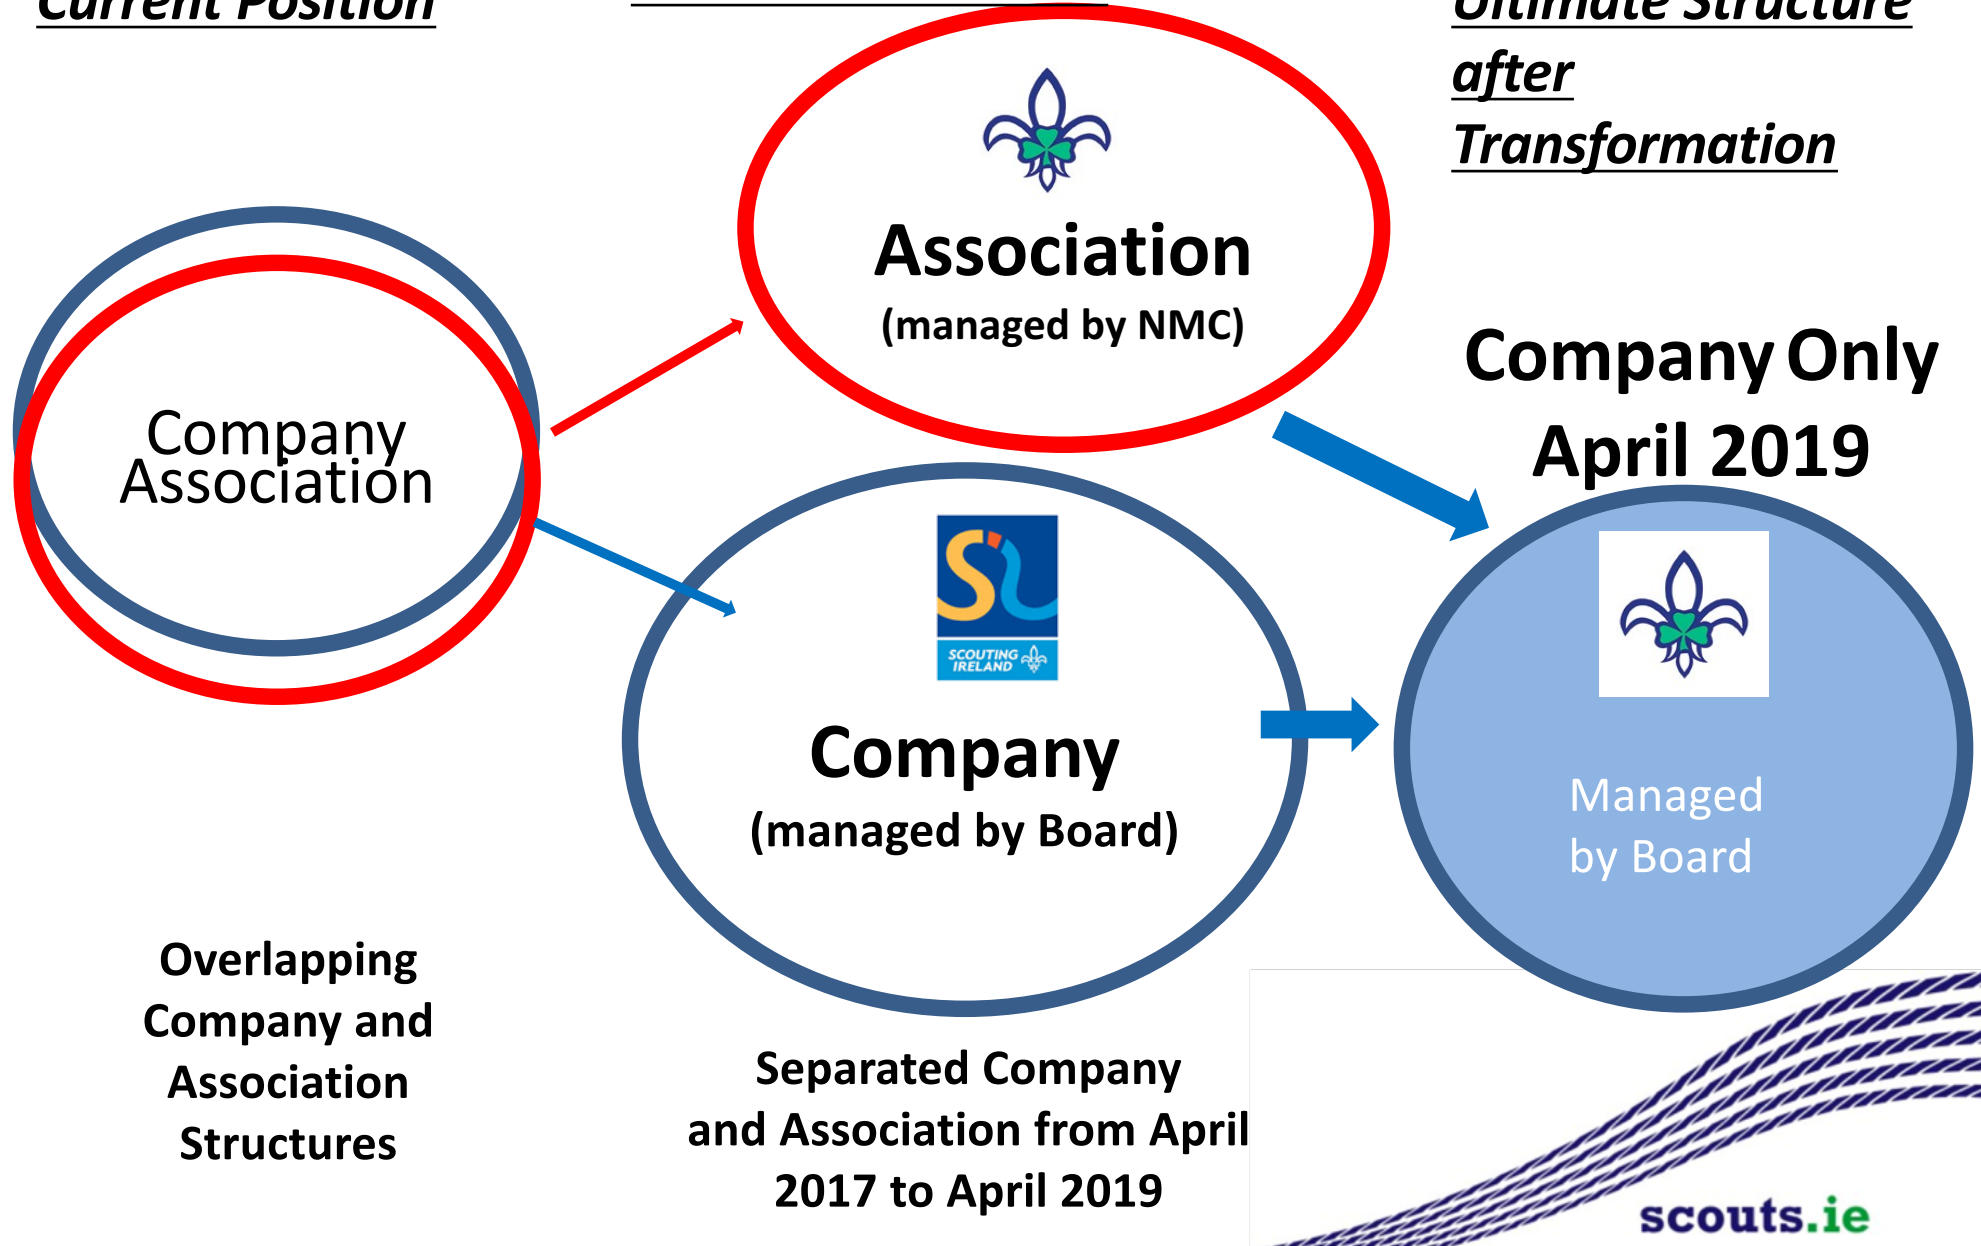 Current Position
Ultimate Structure
after
Transformation
Association
(managed by NMC)
Company
Association
Company Only
April 2019
SCOUTING
IRELAND
Company
(managed by Board)
Managed
by Board
Overlapping
Company and
Association
Structures
Separated Company
and Association from April
2017 to April 2019
scouts.ie